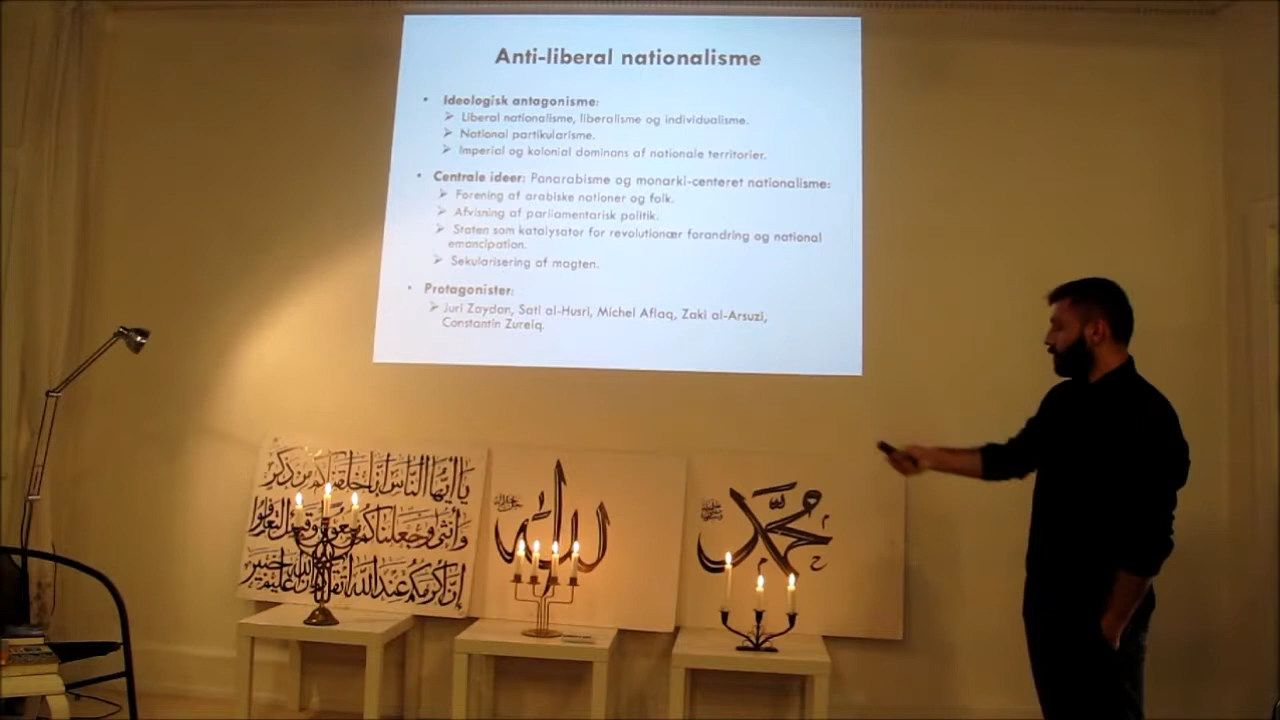 Anti-liberal nationalisme
• Ideologisk antagonisme:
➢ Liberal nationalisme, liberalisme og individualisme.
➢ National partikularisme.
➢ Imperial og kolonial dominans af nationale territorier.
• Centrale ideer: Panarabisme og monarki-centeret nationalisme:
➢ Forening af arabiske nationer og folk.
➢ Afvisning af parliamentarisk politik.
➢ Staten som katalysator for revolutionær forandring og national
emancipation.
➢ Sekularisering af magten.
• Protagonister:
➢ Juri Zaydan, Sati al-Husri, Michel Aflaq, Zaki al-Arsuzi,
Constantin Zureiq.
يا أيها الناس إنا خلقناكم من ذكر
وأنثى وجعلناكم شعوبا وقبائل لتعارفوا
إن أكرمكم عند الله أتقاكم إن الله عليم خبير
الله
محمد